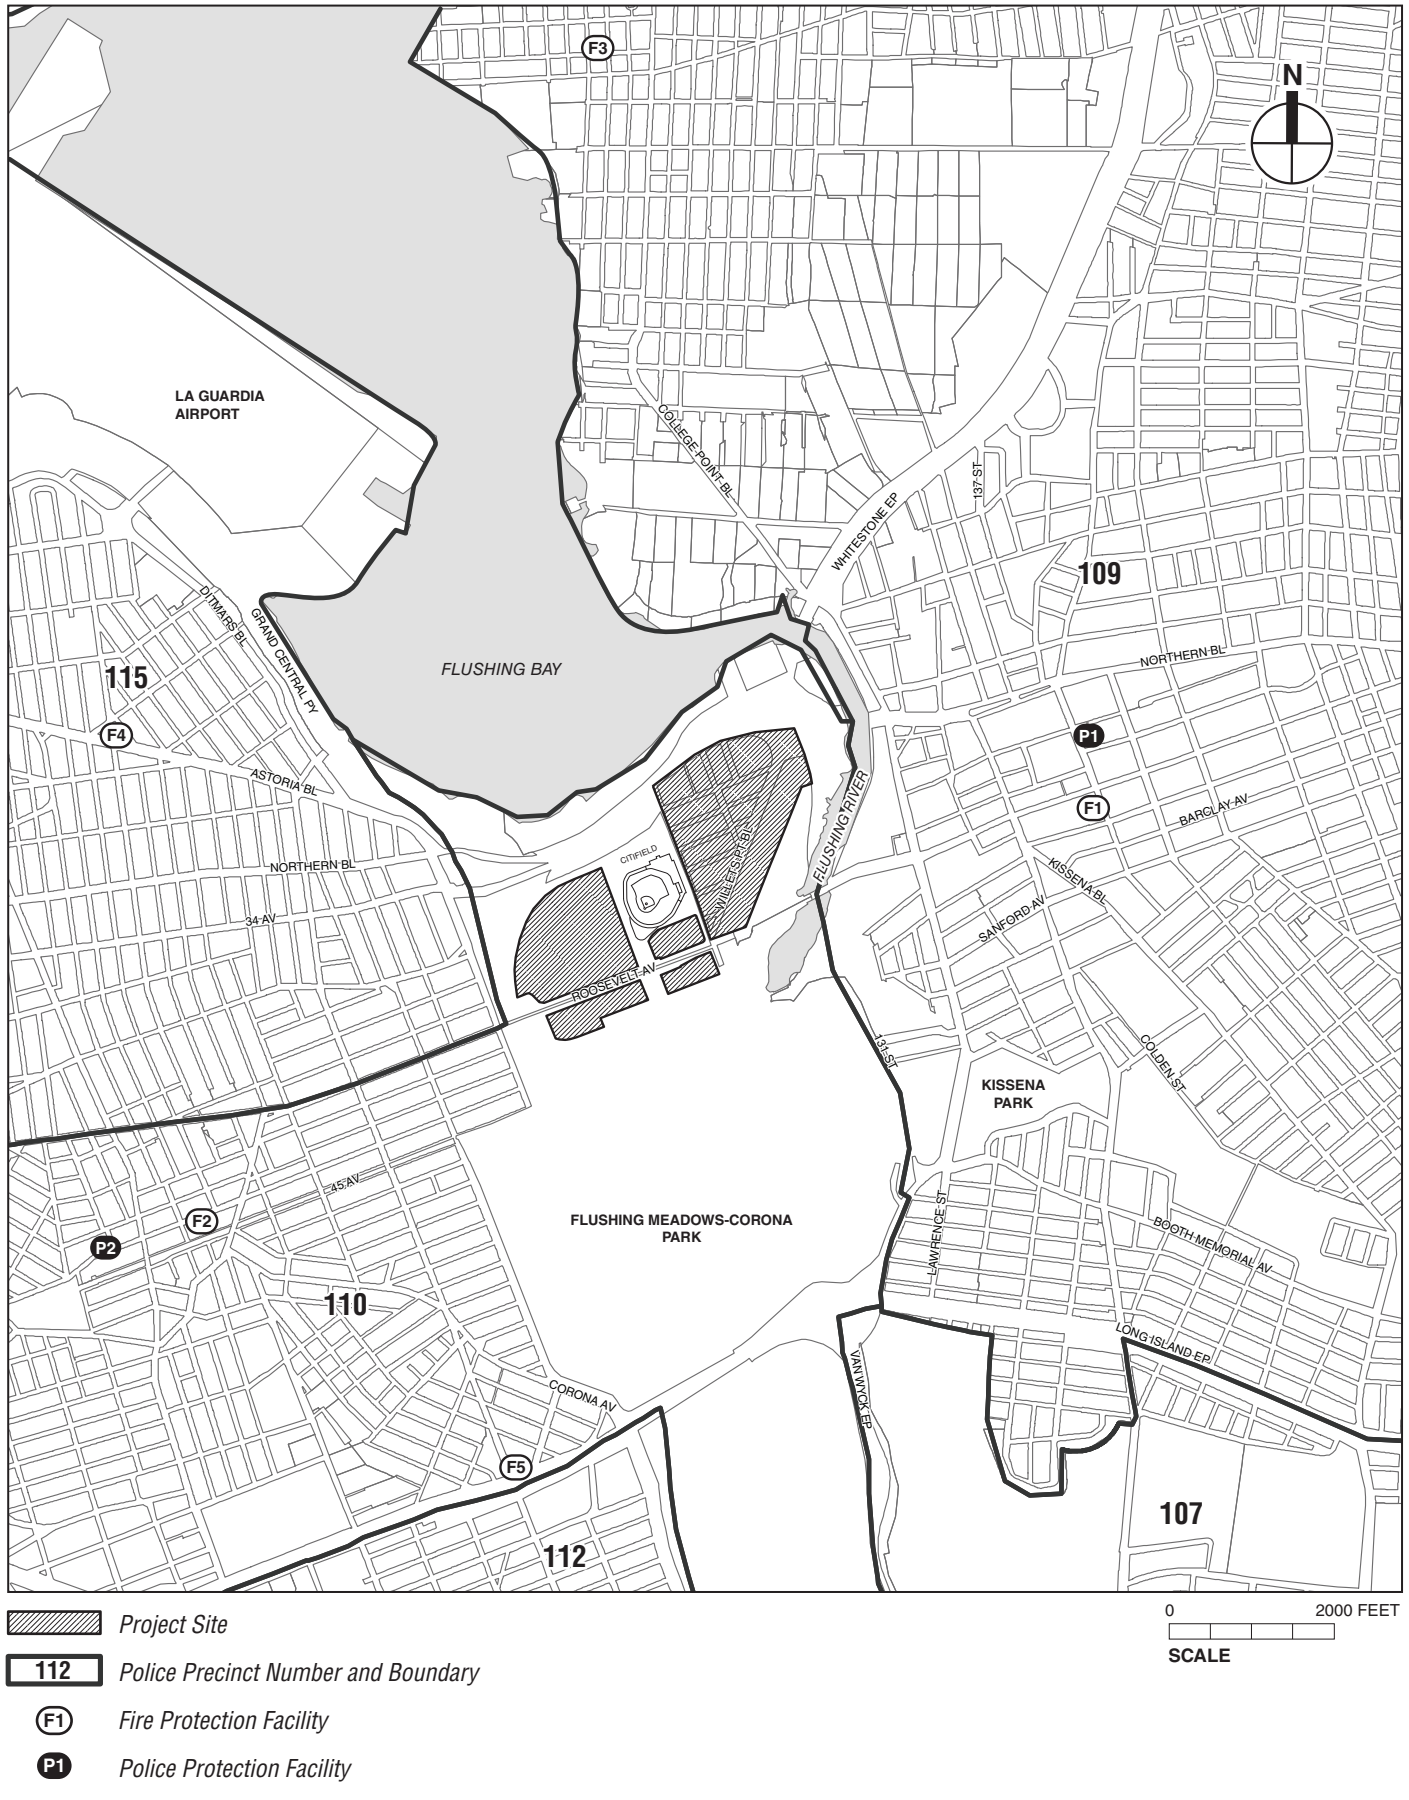 F3
N
LA GUARDIA
AIRPORT
COLLEGE POINT BL
137 ST
WHITESTONE EP
109
DITMARS BL
GRAND CENTRAL PY
115
FLUSHING BAY
NORTHERN BL
F4
P1
ASTORIA BL
F1
BARCLAY AV
FLUSHING RIVER
WILLETS PT BL
CITIFIELD
NORTHERN BL
KISSENA BL
34 AV
SANFORD AV
ROOSEVELT AV
131 ST
COLDEN ST
KISSENA
PARK
45 AV
F2
P2
FLUSHING MEADOWS-CORONA
PARK
LAWRENCE ST
BOOTH MEMORIAL AV
110
LONG ISLAND EP
VAN WYCK EP
CORONA AV
F5
107
112
Project Site
0 2000 FEET
SCALE
112 Police Precinct Number and Boundary
F1 Fire Protection Facility
P1 Police Protection Facility